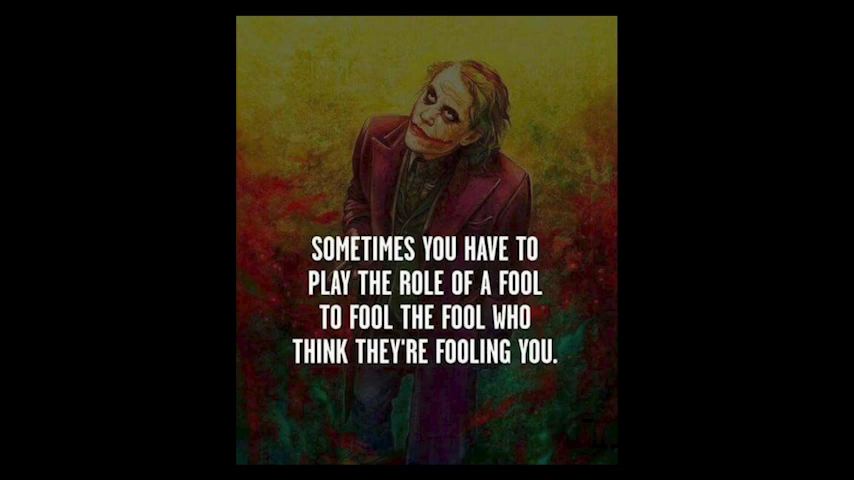 SOMETIMES YOU HAVE TO
PLAY THE ROLE OF A FOOL
TO FOOL THE FOOL WHO
THINK THEY'RE FOOLING YOU.